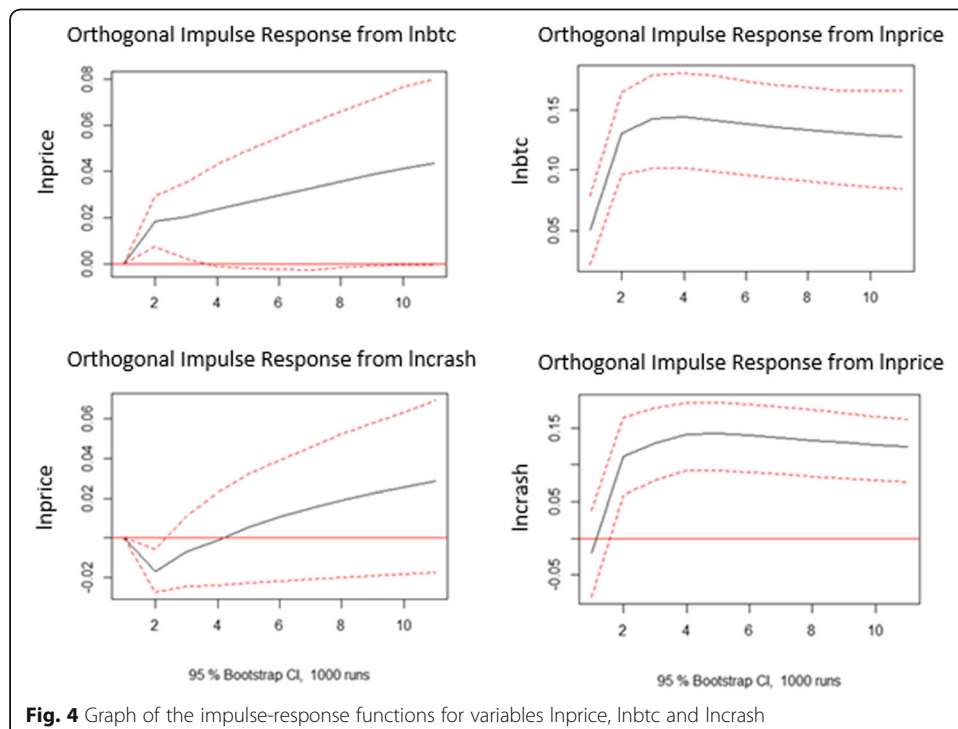 Orthogonal Impulse Response from lnbtc
lnprice
0.00 0.02 0.04 0.06 0.08
2 4 6 8 10
Orthogonal Impulse Response from lnprice
lnbtc
0.05 0.10 0.15
2 4 6 8 10
Orthogonal Impulse Response from lncrash
lnprice
-0.02 0.02 0.04 0.06
2 4 6 8 10
95 % Bootstrap CI, 1000 runs
Orthogonal Impulse Response from lnprice
lncrash
-0.05 0.05 0.15
2 4 6 8 10
95 % Bootstrap CI, 1000 runs
Fig. 4 Graph of the impulse-response functions for variables lnprice, lnbtc and lncrash